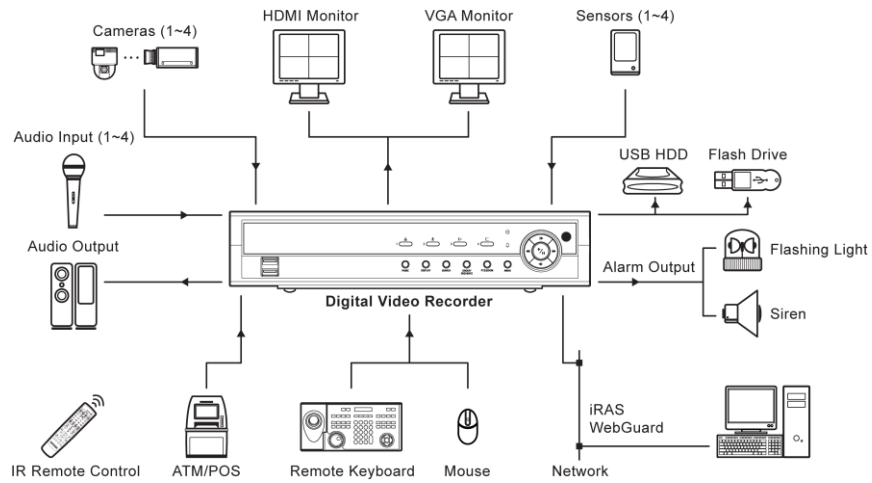 HDMI Monitor
VGA Monitor
Sensors (1~4)
Cameras (1~4)
Audio Input (1~4)
USB HDD
Flash Drive
Audio Output
Flashing Light
Alarm Output
Digital Video Recorder
Siren
iRAS
WebGuard
IR Remote Control
ATM/POS
Remote Keyboard
Mouse
Network